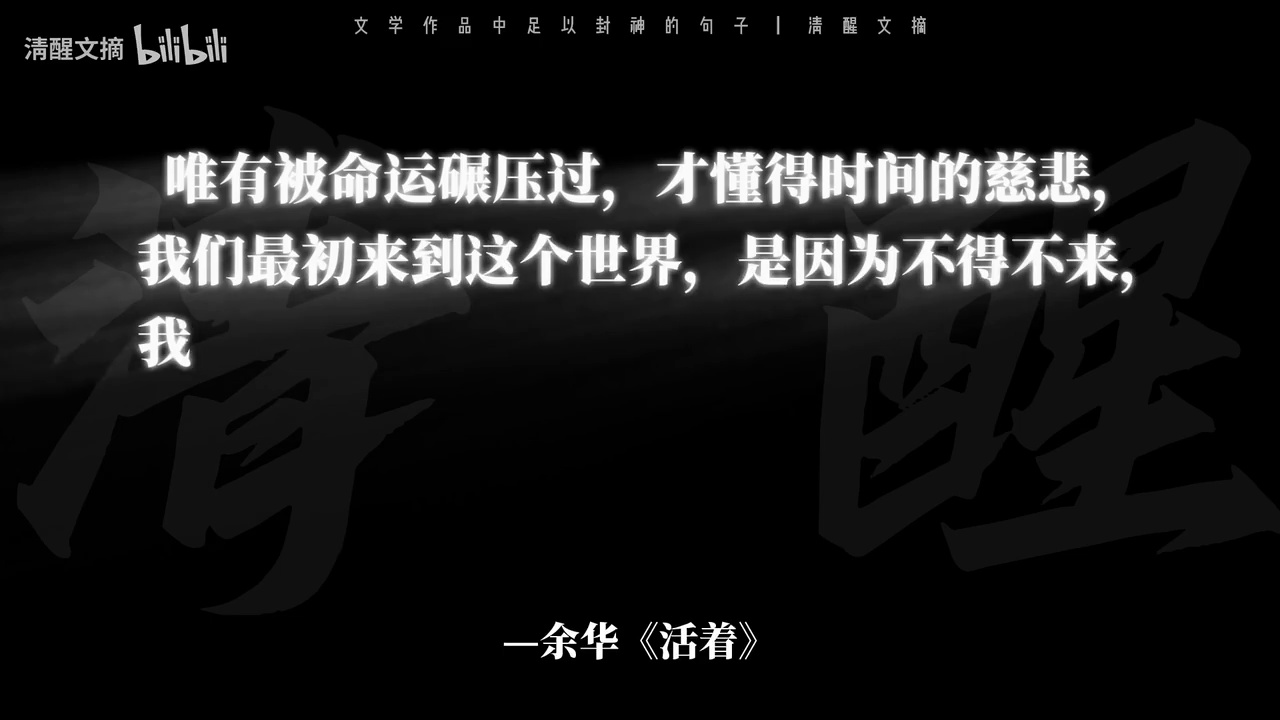 文学作品中足以封神的句子 | 清醒文摘
清醒文摘 bilibili
唯有被命运碾压过，才懂得时间的慈悲，
我们最初来到这个世界，是因为不得不来，
我
—余华《活着》
清醒